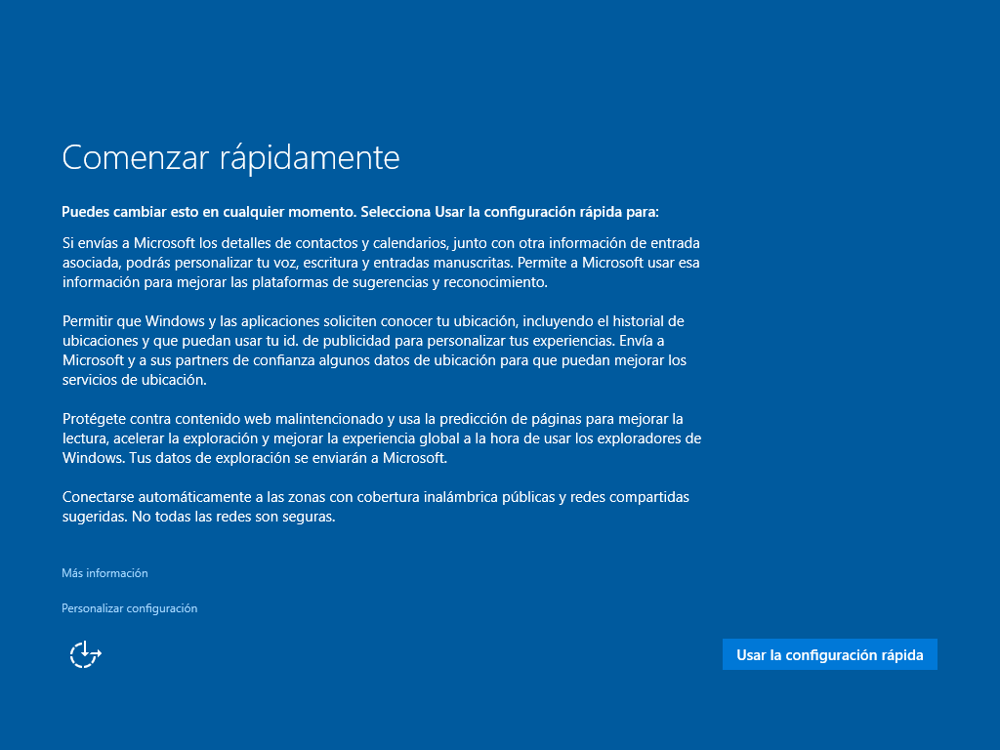 Comenzar rápidamente
Puedes cambiar esto en cualquier momento. Selecciona Usar la configuración rápida para:
Si envías a Microsoft los detalles de contactos y calendarios, junto con otra información de entrada
asociada, podrás personalizar tu voz, escritura y entradas manuscritas. Permite a Microsoft usar esa
información para mejorar las plataformas de sugerencias y reconocimiento.
Permitir que Windows y las aplicaciones soliciten conocer tu ubicación, incluyendo el historial de
ubicaciones y que puedan usar tu id. de publicidad para personalizar tus experiencias. Envía a
Microsoft y a sus partners de confianza algunos datos de ubicación para que puedan mejorar los
servicios de ubicación.
Protégete contra contenido web malintencionado y usa la predicción de páginas para mejorar la
lectura, acelerar la exploración y mejorar la experiencia global a la hora de usar los exploradores de
Windows. Tus datos de exploración se enviarán a Microsoft.
Conectarse automáticamente a las zonas con cobertura inalámbrica públicas y redes compartidas
sugeridas. No todas las redes son seguras.
Más información
Personalizar configuración
Usar la configuración rápida